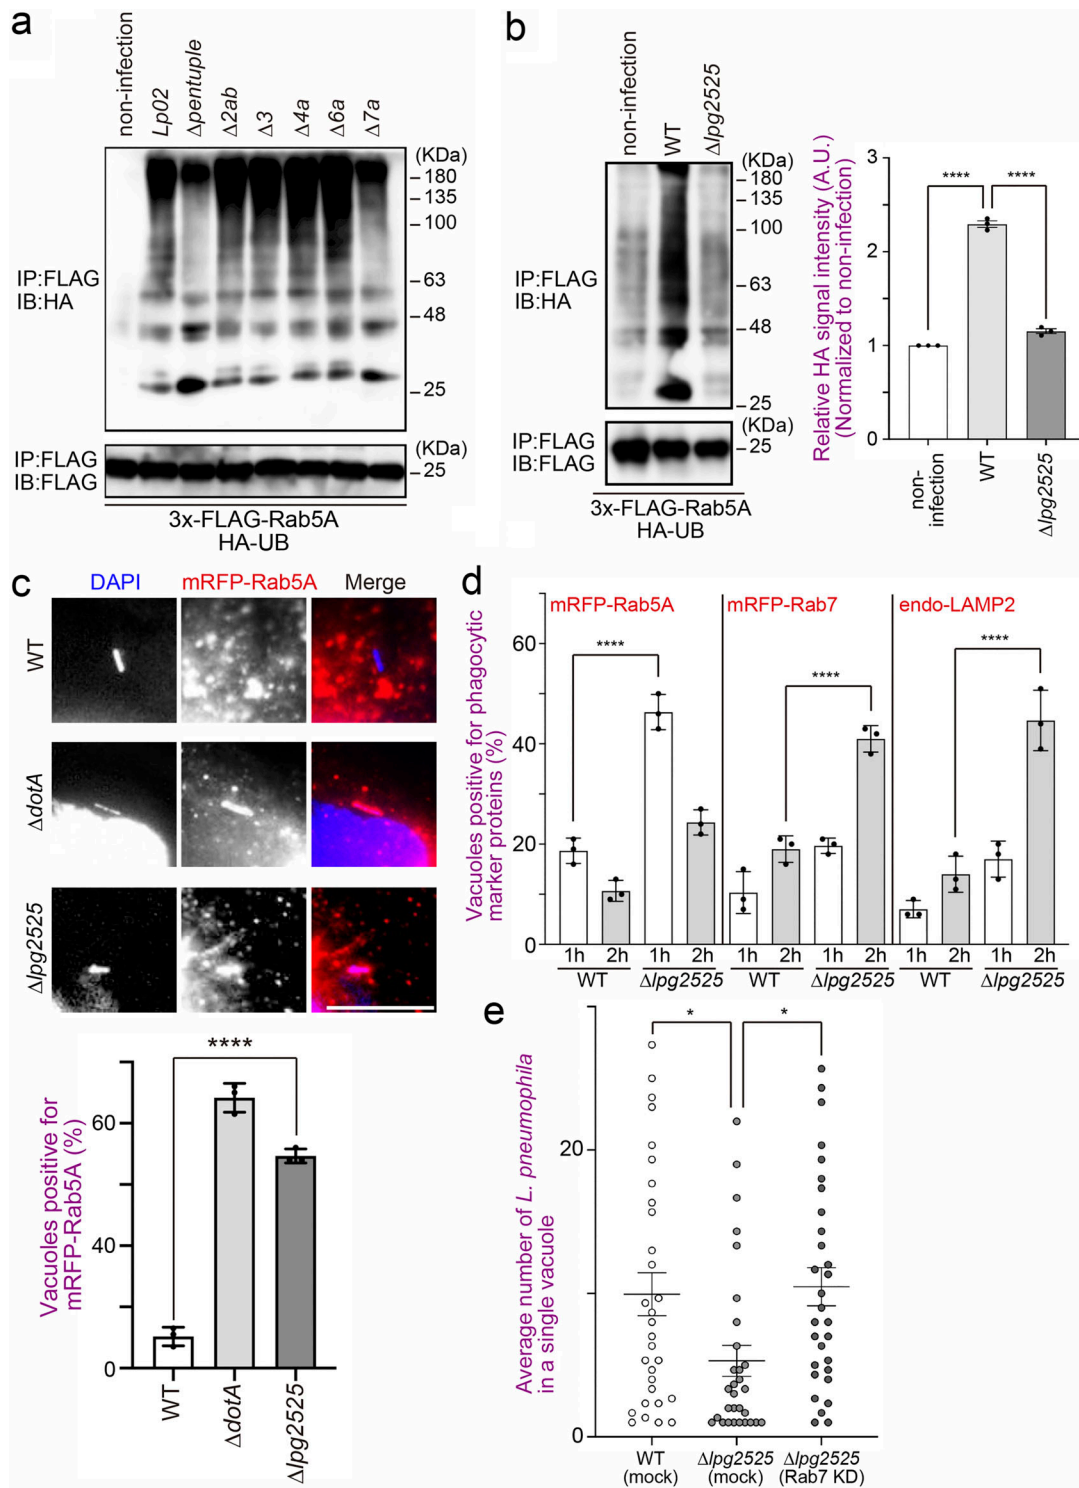 a
non-infection
Lp02
Δpentuple
Δ2ab
Δ3
Δ4a
Δ6a
Δ7a
(KDa)
180
135
100
63
48
25
IP:FLAG
IB:HA
(KDa)
25
IP:FLAG
IB:FLAG
3x-FLAG-Rab5A
HA-UB
b
non-infection
WT
Δlpg2525
(KDa)
180
135
100
63
48
25
IP:FLAG
IB:HA
(KDa)
25
IP:FLAG
IB:FLAG
3x-FLAG-Rab5A
HA-UB
Relative HA signal intensity (A.U.)
(Normalized to non-infection)
3
2
1
0
****
****
non-
infection
WT
Δlpg2525
c
DAPI
mRFP-Rab5A
Merge
WT
ΔdotA
Δlpg2525
Vacuoles positive for
mRFP-Rab5A (%)
60
40
0
****
WT
ΔdotA
Δlpg2525
d
mRFP-Rab5A
mRFP-Rab7
endo-LAMP2
Vacuoles positive for phagocytic
marker proteins (%)
60
40
20
0
****
****
****
1h 2h 1h 2h 1h 2h 1h 2h 1h 2h 1h 2h
WT Δlpg2525 WT Δlpg2525 WT Δlpg2525
e
Average number of L. pneumophila
in a single vacuole
20
0
*
*
WT
(mock)
Δlpg2525
(mock)
Δlpg2525
(Rab7 KD)